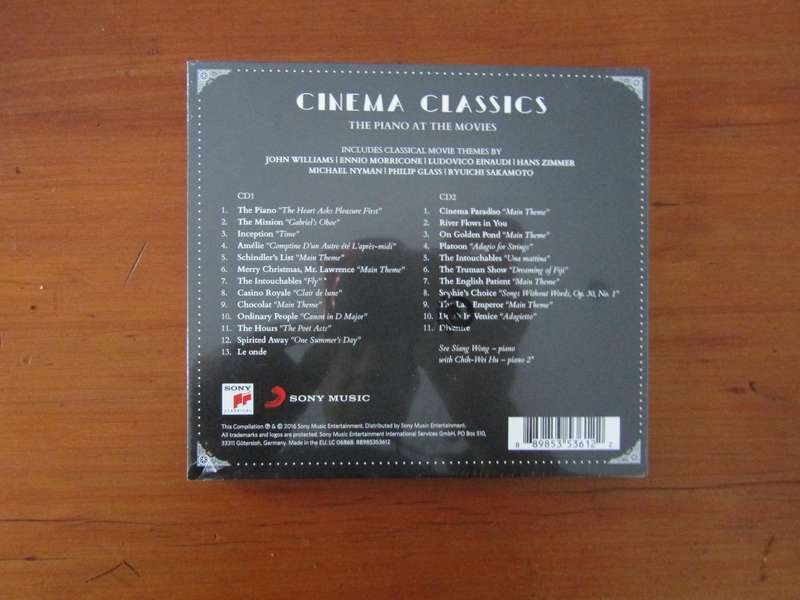 CINEMA CLASSICS
THE PIANO AT THE MOVIES
INCLUDES CLASSICAL MOVIE THEMES BY
JOHN WILLIAMS | ENNIO MORRICONE | LUDOVICO EINAUDI | HANS ZIMMER
MICHAEL NYMAN | PHILIP GLASS | RYUICHI SAKAMOTO
CD1
1. The Piano "The Heart Asks Pleasure First"
2. The Mission "Gabriel's Oboe"
3. Inception "Time"
4. Amélie "Comptine D'un Autre été L'après-midi"
5. Schindler's List "Main Theme"
6. Merry Christmas, Mr. Lawrence "Main Theme"
7. The Intouchables "Fly"*
8. Casino Royale "Clair de lune"
9. Chocolat "Main Theme"
10. Ordinary People "Canon in D Major"
11. The Hours "The Poet Acts"
12. Spirited Away "One Summer's Day"
13. Le onde
CD2
1. Cinema Paradiso "Main Theme"
2. River Flows in You
3. On Golden Pond "Main Theme"
4. Platoon "Adagio for Strings"
5. The Intouchables "Una mattina"
6. The Truman Show "Dreaming of Fiji"
7. The English Patient "Main Theme"
8. Sophie's Choice "Songs Without Words, Op. 30, No. 1"
9. The Last Emperor "Main Theme"
10. Death In Venice "Adagietto"
11. Divenire
See Siang Wong – piano
with Chih-Wei Hu – piano 2*
SONY
CLASSICAL
SONY MUSIC
This Compilation ℗ & © 2016 Sony Music Entertainment. Distributed by Sony Music Entertainment.
All trademarks and logos are protected. Sony Music Entertainment International Services GmbH, PO Box 510,
33311 Gütersloh, Germany. Made in the EU. LC 06868. 88985353612
8 89853 53612 2